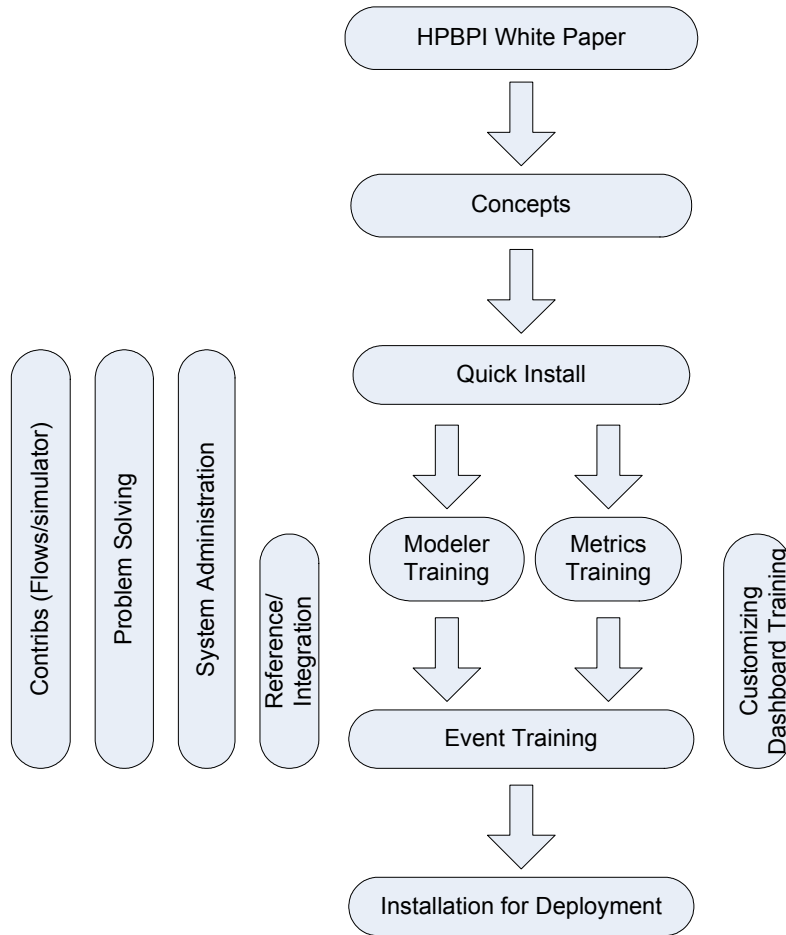 HPBPI White Paper
Concepts
Quick Install
Contribs (Flows/simulator)
Problem Solving
System Administration
Reference/
Integration
Modeler
Training
Metrics
Training
Customizing
Dashboard Training
Event Training
Installation for Deployment